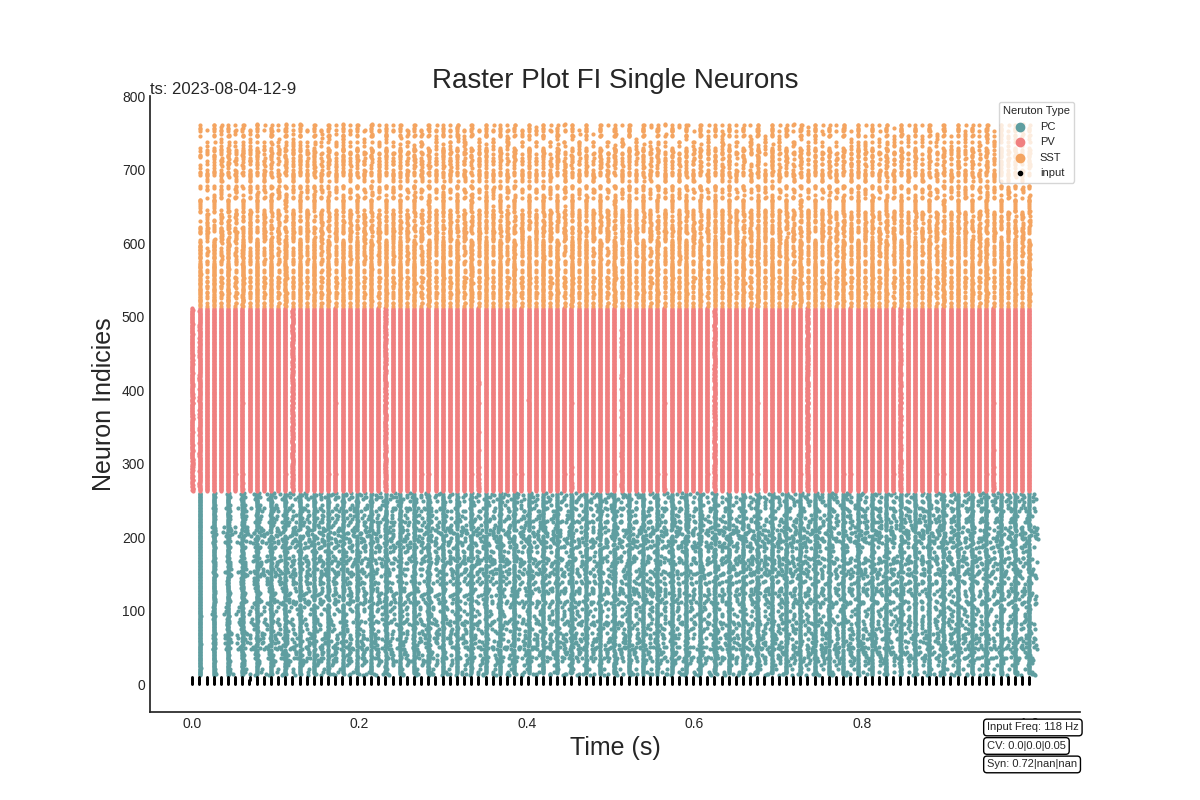 Raster Plot FI Single Neurons
ts: 2023-08-04-12-9
800
700
600
500
400
300
200
100
0
Neuron Indicies
Neruton Type
PC
PV
SST
input
0.0 0.2 0.4 0.6 0.8
Time (s)
Input Freq: 118 Hz
CV: 0.0|0.0|0.05
Syn: 0.72|nan|nan